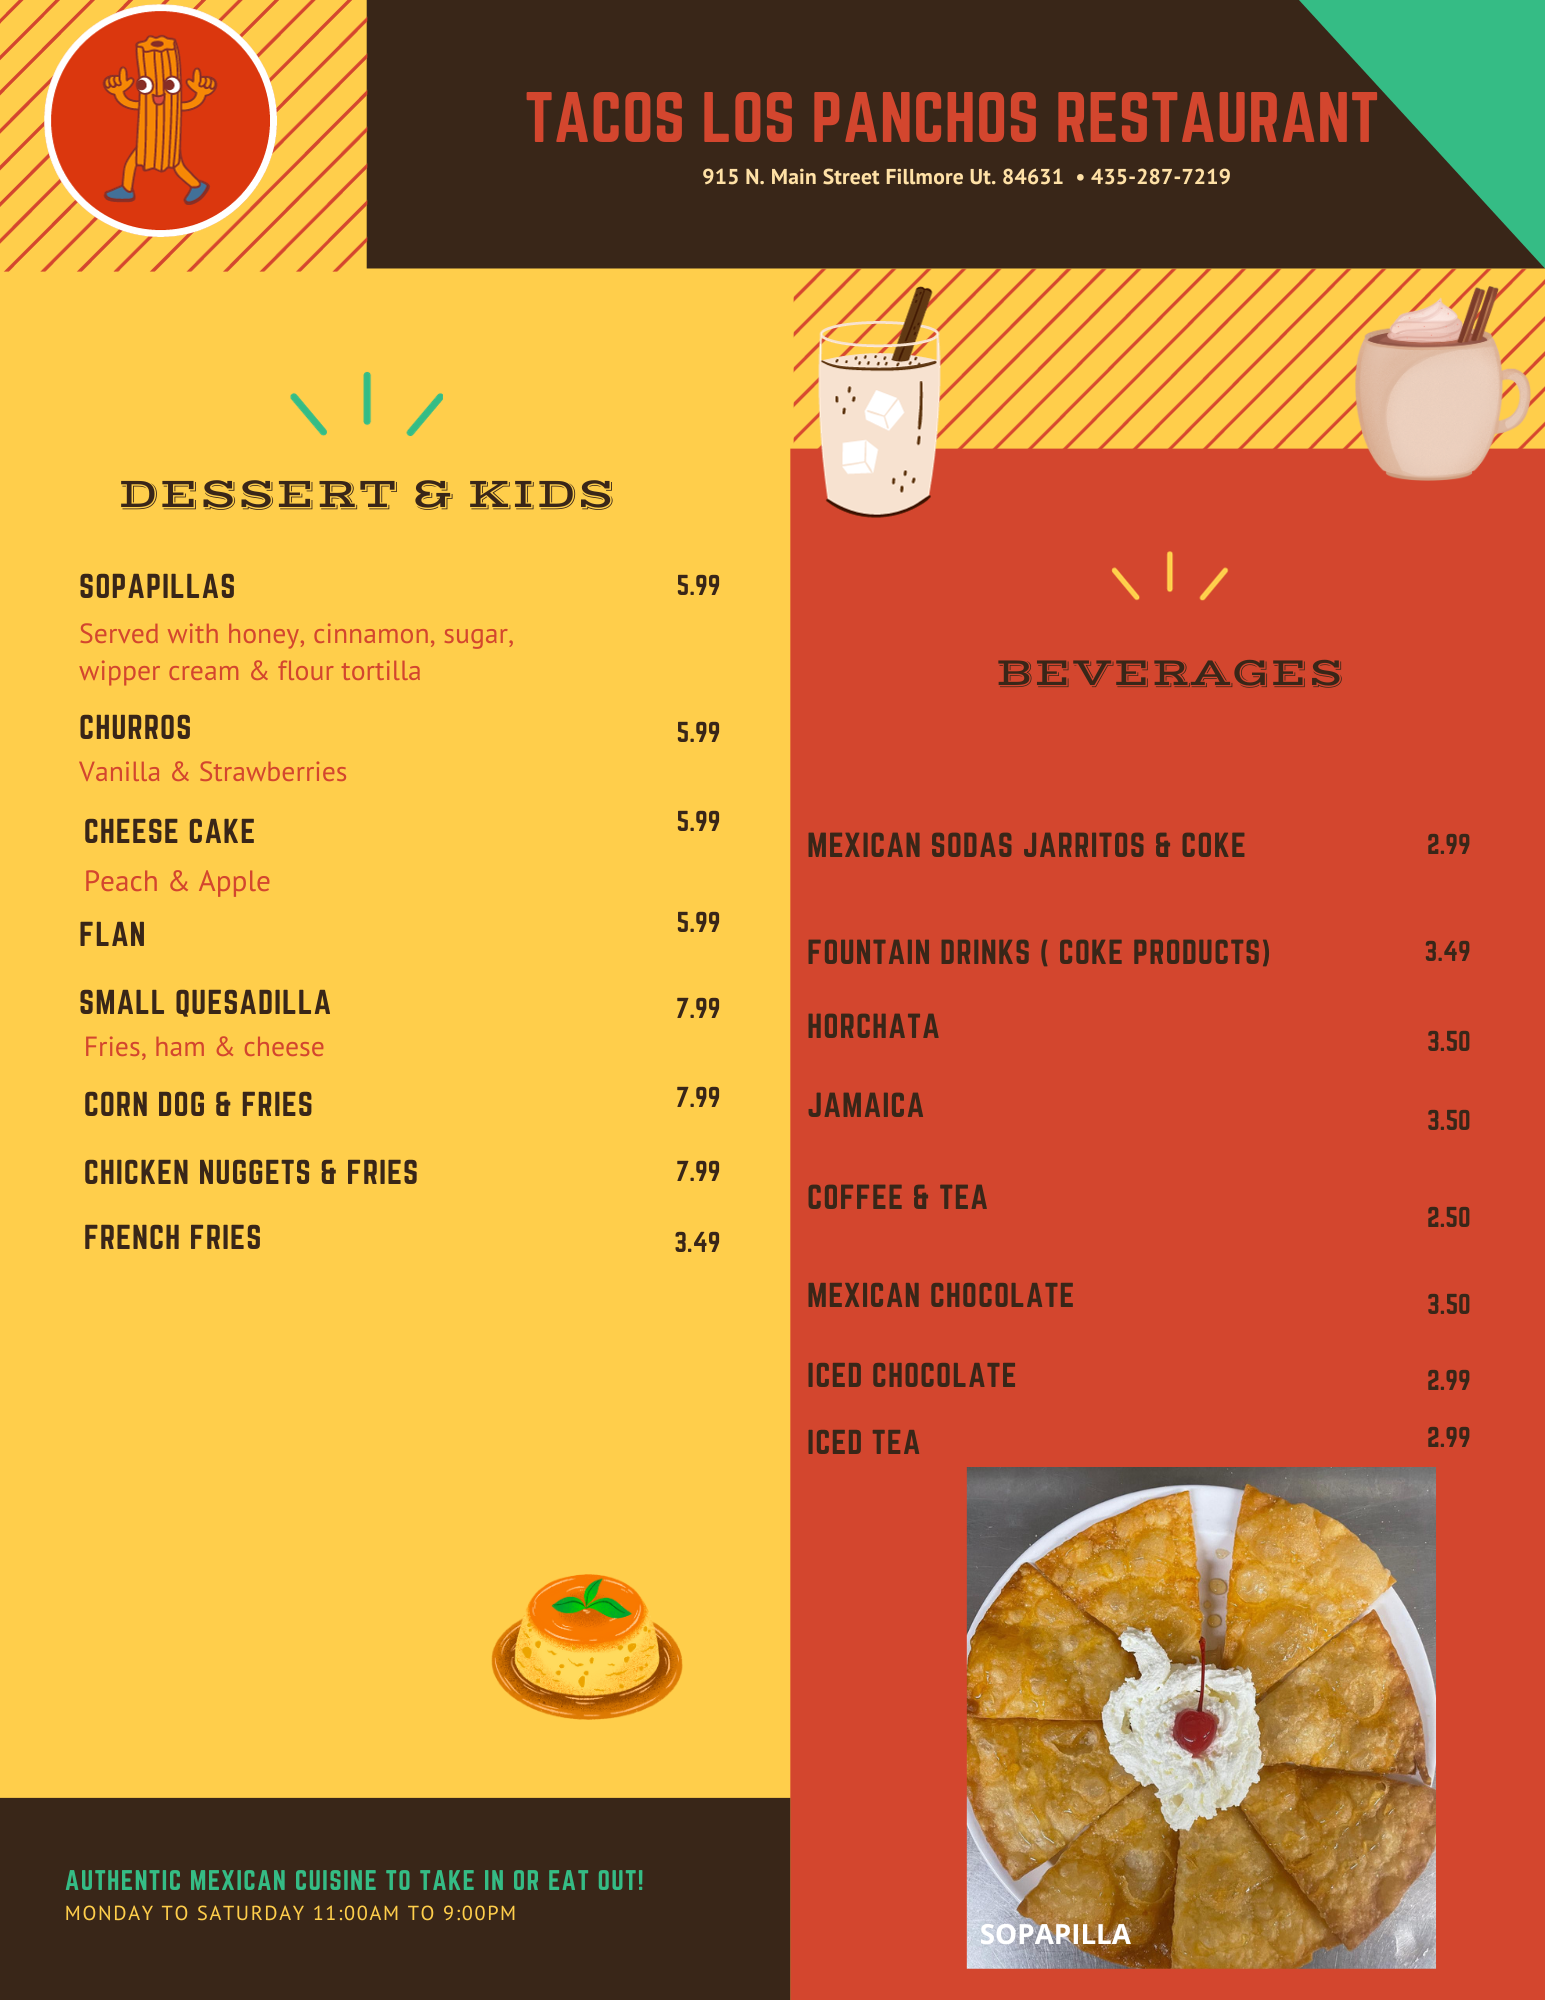 TACOS LOS PANCHOS RESTAURANT
915 N. Main Street Fillmore Ut. 84631 • 435-287-7219
DESSERT & KIDS
SOPAPILLAS 5.99
Served with honey, cinnamon, sugar,
wipper cream & flour tortilla
CHURROS 5.99
Vanilla & Strawberries
CHEESE CAKE 5.99
Peach & Apple
FLAN 5.99
SMALL QUESADILLA 7.99
Fries, ham & cheese
CORN DOG & FRIES 7.99
CHICKEN NUGGETS & FRIES 7.99
FRENCH FRIES 3.49
AUTHENTIC MEXICAN CUISINE TO TAKE IN OR EAT OUT!
MONDAY TO SATURDAY 11:00AM TO 9:00PM
BEVERAGES
MEXICAN SODAS JARRITOS & COKE 2.99
FOUNTAIN DRINKS ( COKE PRODUCTS) 3.49
HORCHATA 3.50
JAMAICA 3.50
COFFEE & TEA 2.50
MEXICAN CHOCOLATE 3.50
ICED CHOCOLATE 2.99
ICED TEA 2.99
SOPAPILLA